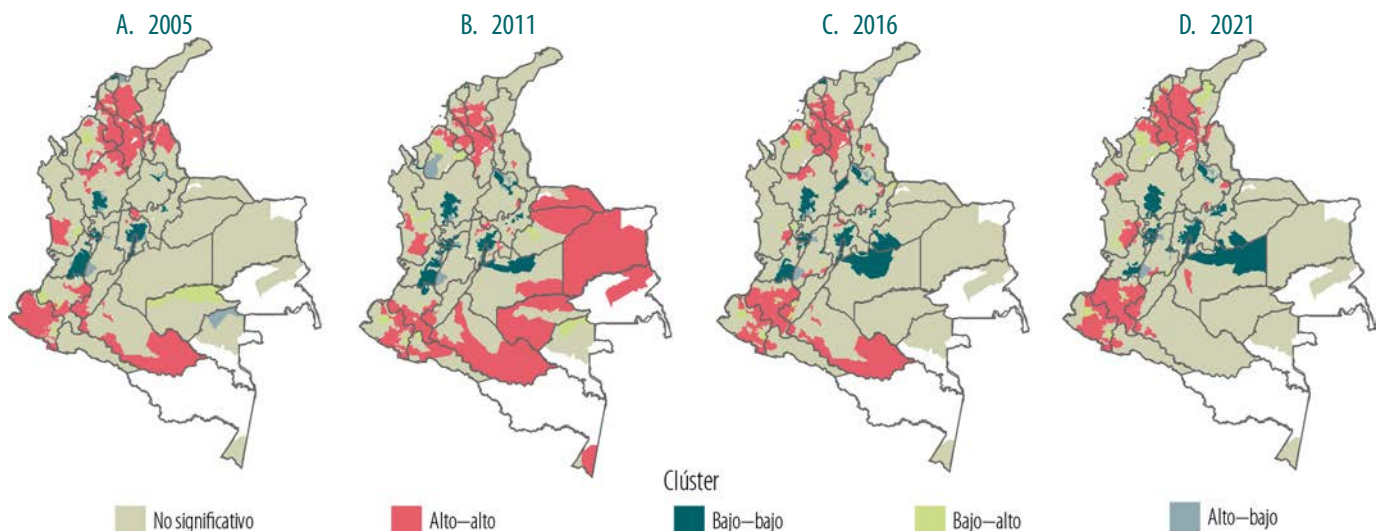 A. 2005 B. 2011 C. 2016 D. 2021
Clúster
No significativo Alto–alto Bajo–bajo Bajo–alto Alto–bajo